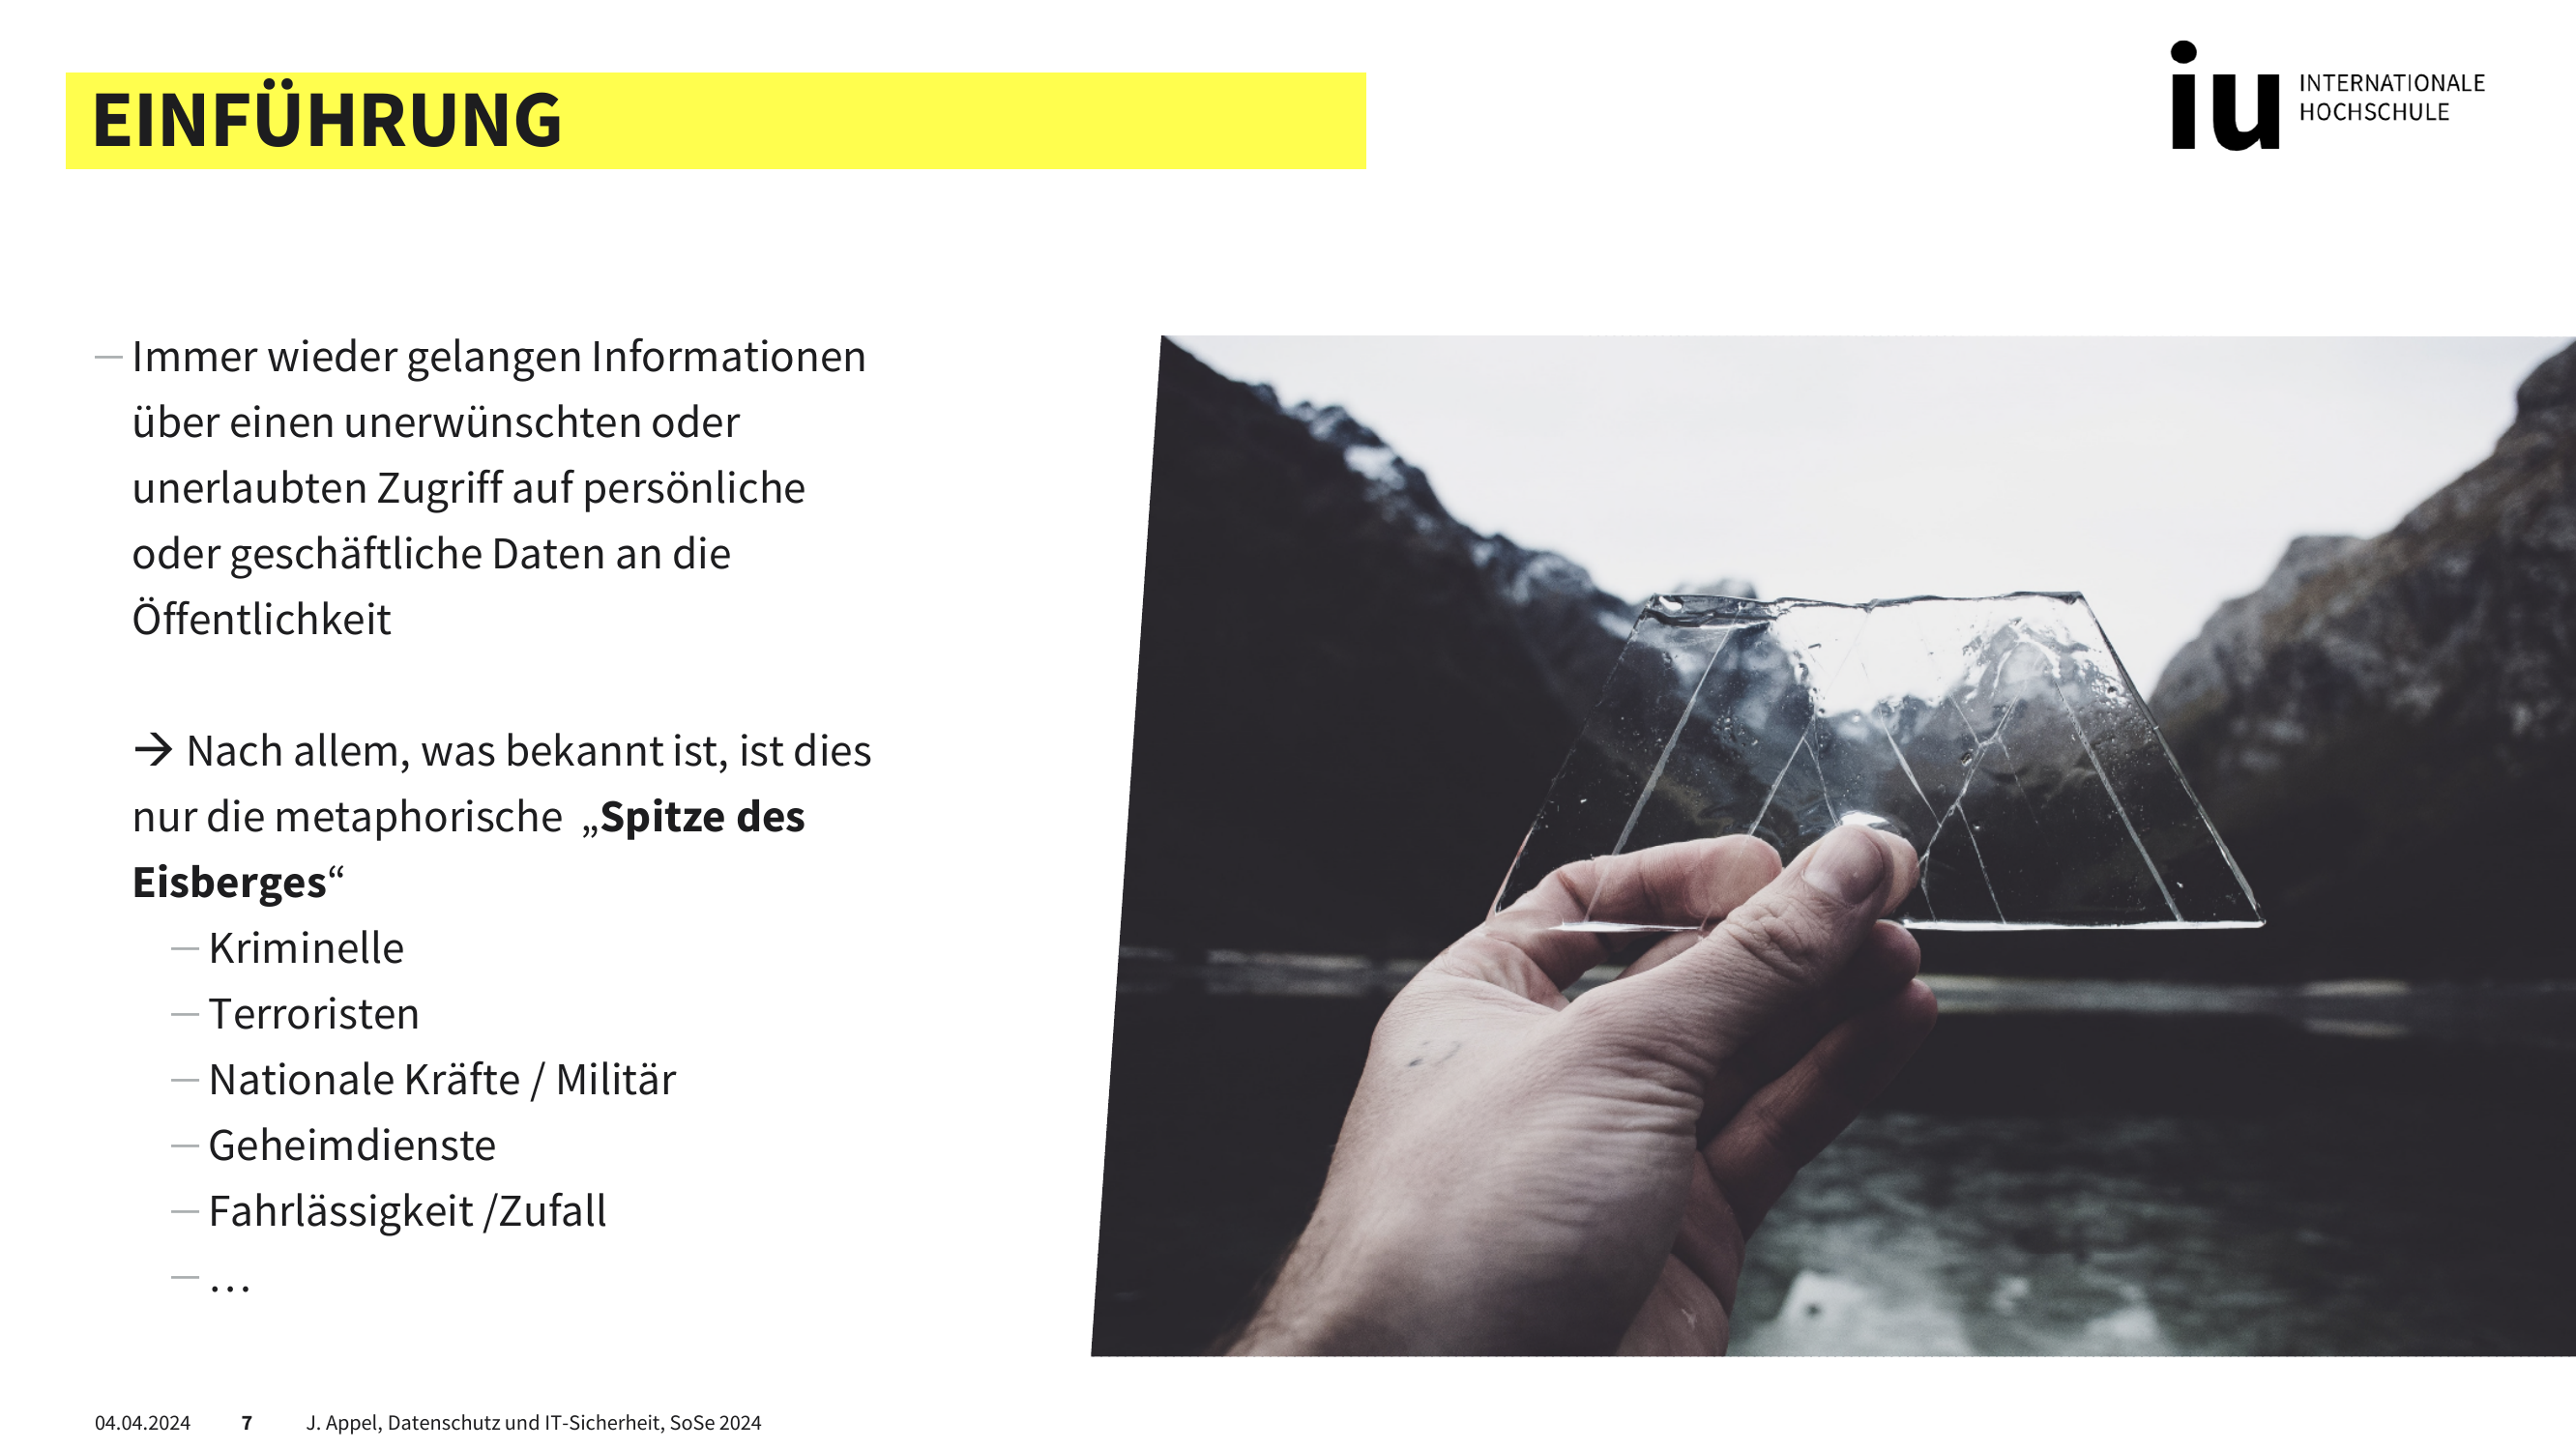 EINFÜHRUNG
iu INTERNATIONALE
HOCHSCHULE
— Immer wieder gelangen Informationen
über einen unerwünschten oder
unerlaubten Zugriff auf persönliche
oder geschäftliche Daten an die
Öffentlichkeit
→ Nach allem, was bekannt ist, ist dies
nur die metaphorische „Spitze des
Eisberges“
— Kriminelle
— Terroristen
— Nationale Kräfte / Militär
— Geheimdienste
— Fahrlässigkeit /Zufall
— …
04.04.2024 7 J. Appel, Datenschutz und IT-Sicherheit, SoSe 2024